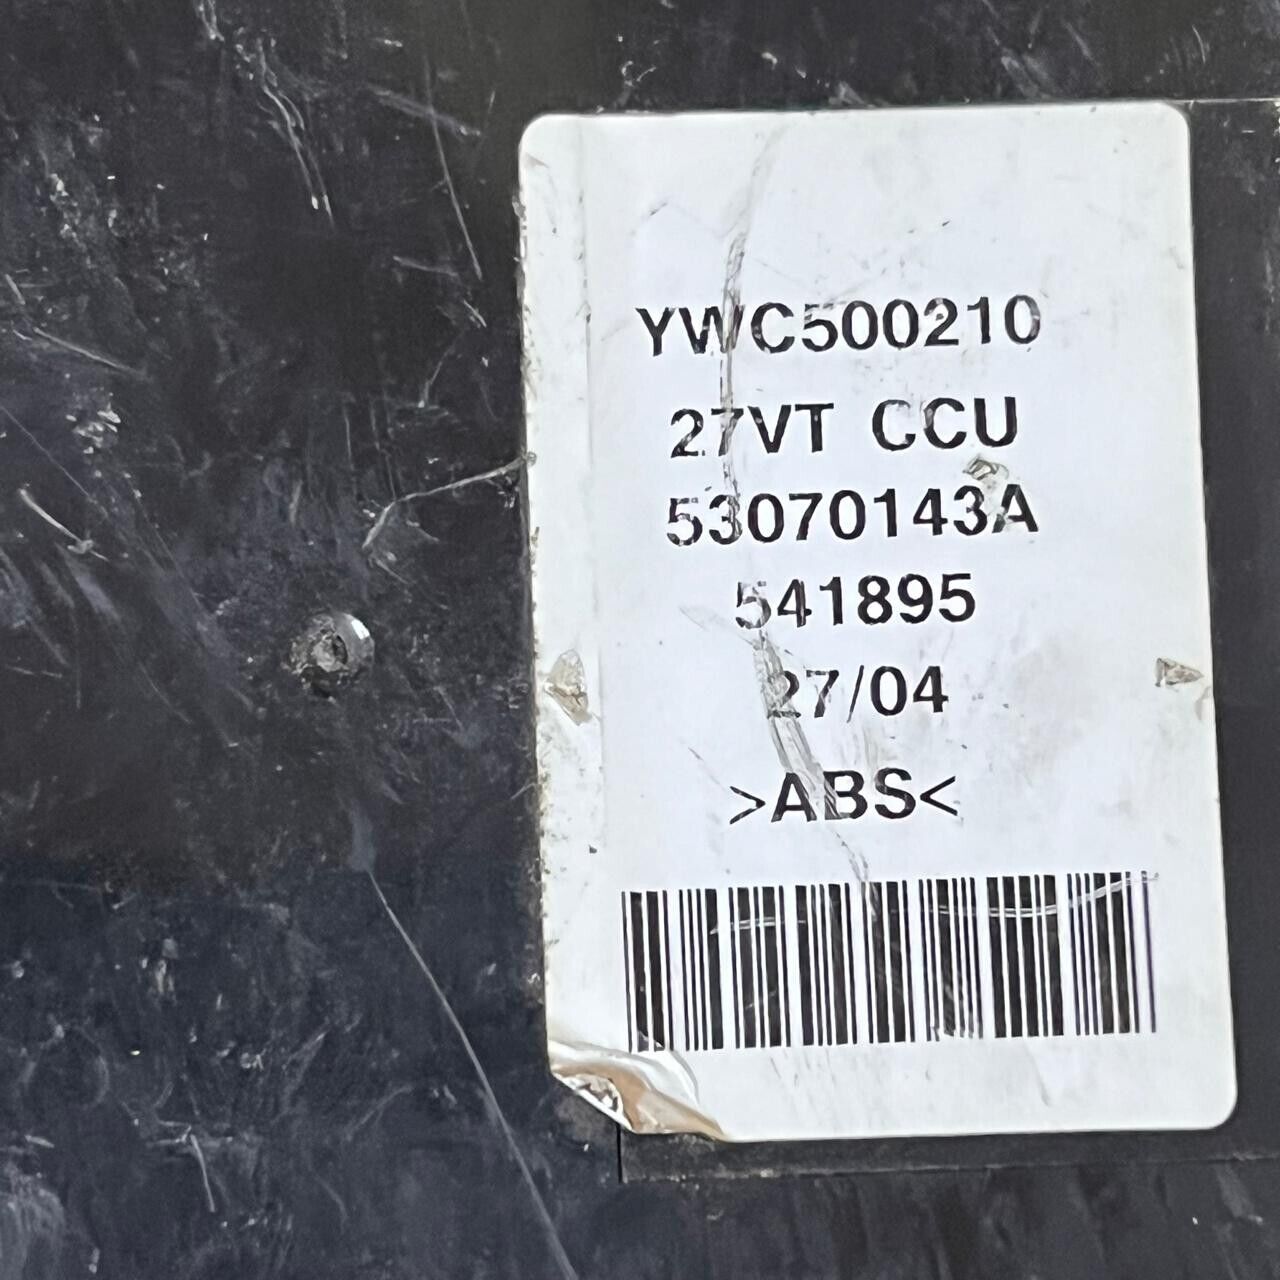 YWC500210
27VT CCU
53070143A
541895
27/04
>ABS<